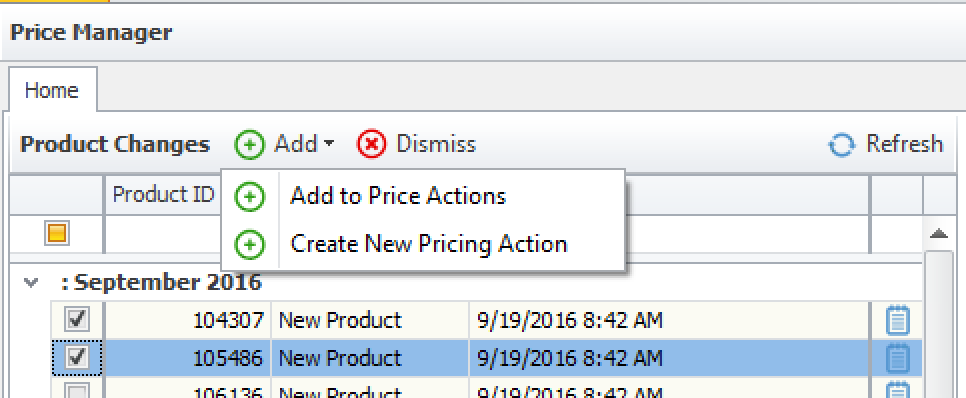 Price Manager
Home
Product Changes Add Dismiss Refresh
Product ID
Add to Price Actions
Create New Pricing Action
: September 2016
104307 New Product 9/19/2016 8:42 AM
105486 New Product 9/19/2016 8:42 AM
106136 New Product 9/19/2016 8:42 AM